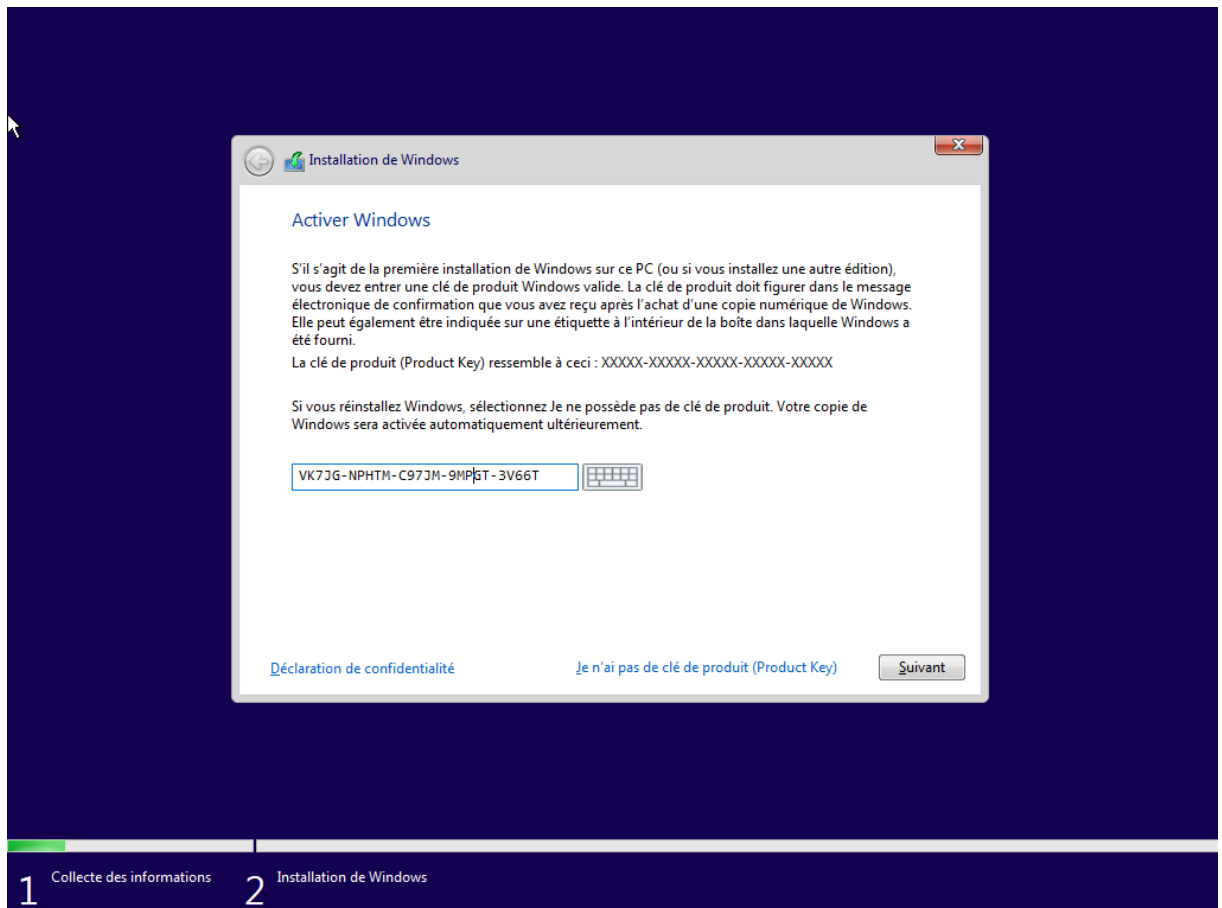 Installation de Windows
Activer Windows
S'il s'agit de la première installation de Windows sur ce PC (ou si vous installez une autre édition),
vous devez entrer une clé de produit Windows valide. La clé de produit doit figurer dans le message
électronique de confirmation que vous avez reçu après l'achat d'une copie numérique de Windows.
Elle peut également être indiquée sur une étiquette à l'intérieur de la boîte dans laquelle Windows a
été fourni.
La clé de produit (Product Key) ressemble à ceci : XXXXX-XXXXX-XXXXX-XXXXX-XXXXX
Si vous réinstallez Windows, sélectionnez Je ne possède pas de clé de produit. Votre copie de
Windows sera activée automatiquement ultérieurement.
VK7JG-NPHTM-C97JM-9MPGT-3V66T
Déclaration de confidentialité
Je n'ai pas de clé de produit (Product Key)
Suivant
1 Collecte des informations
2 Installation de Windows